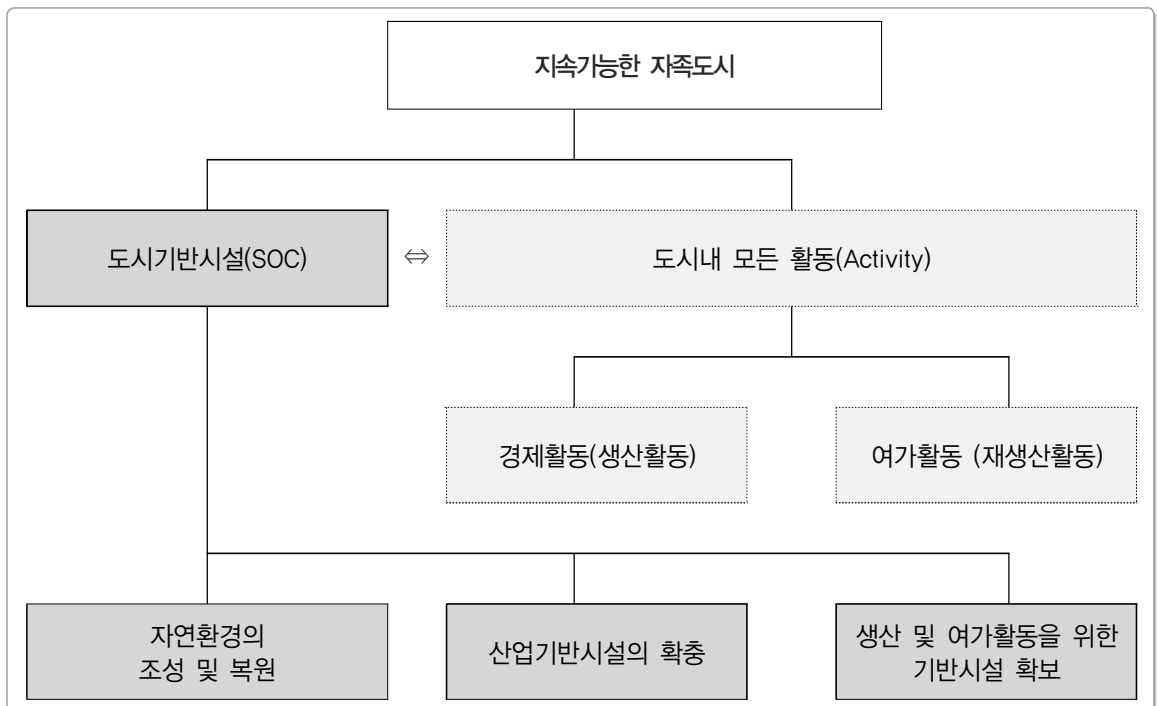 지속가능한 자족도시
도시기반시설(SOC)
⇔
도시내 모든 활동(Activity)
경제활동(생산활동)
여가활동 (재생산활동)
자연환경의
조성 및 복원
산업기반시설의 확충
생산 및 여가활동을 위한
기반시설 확보